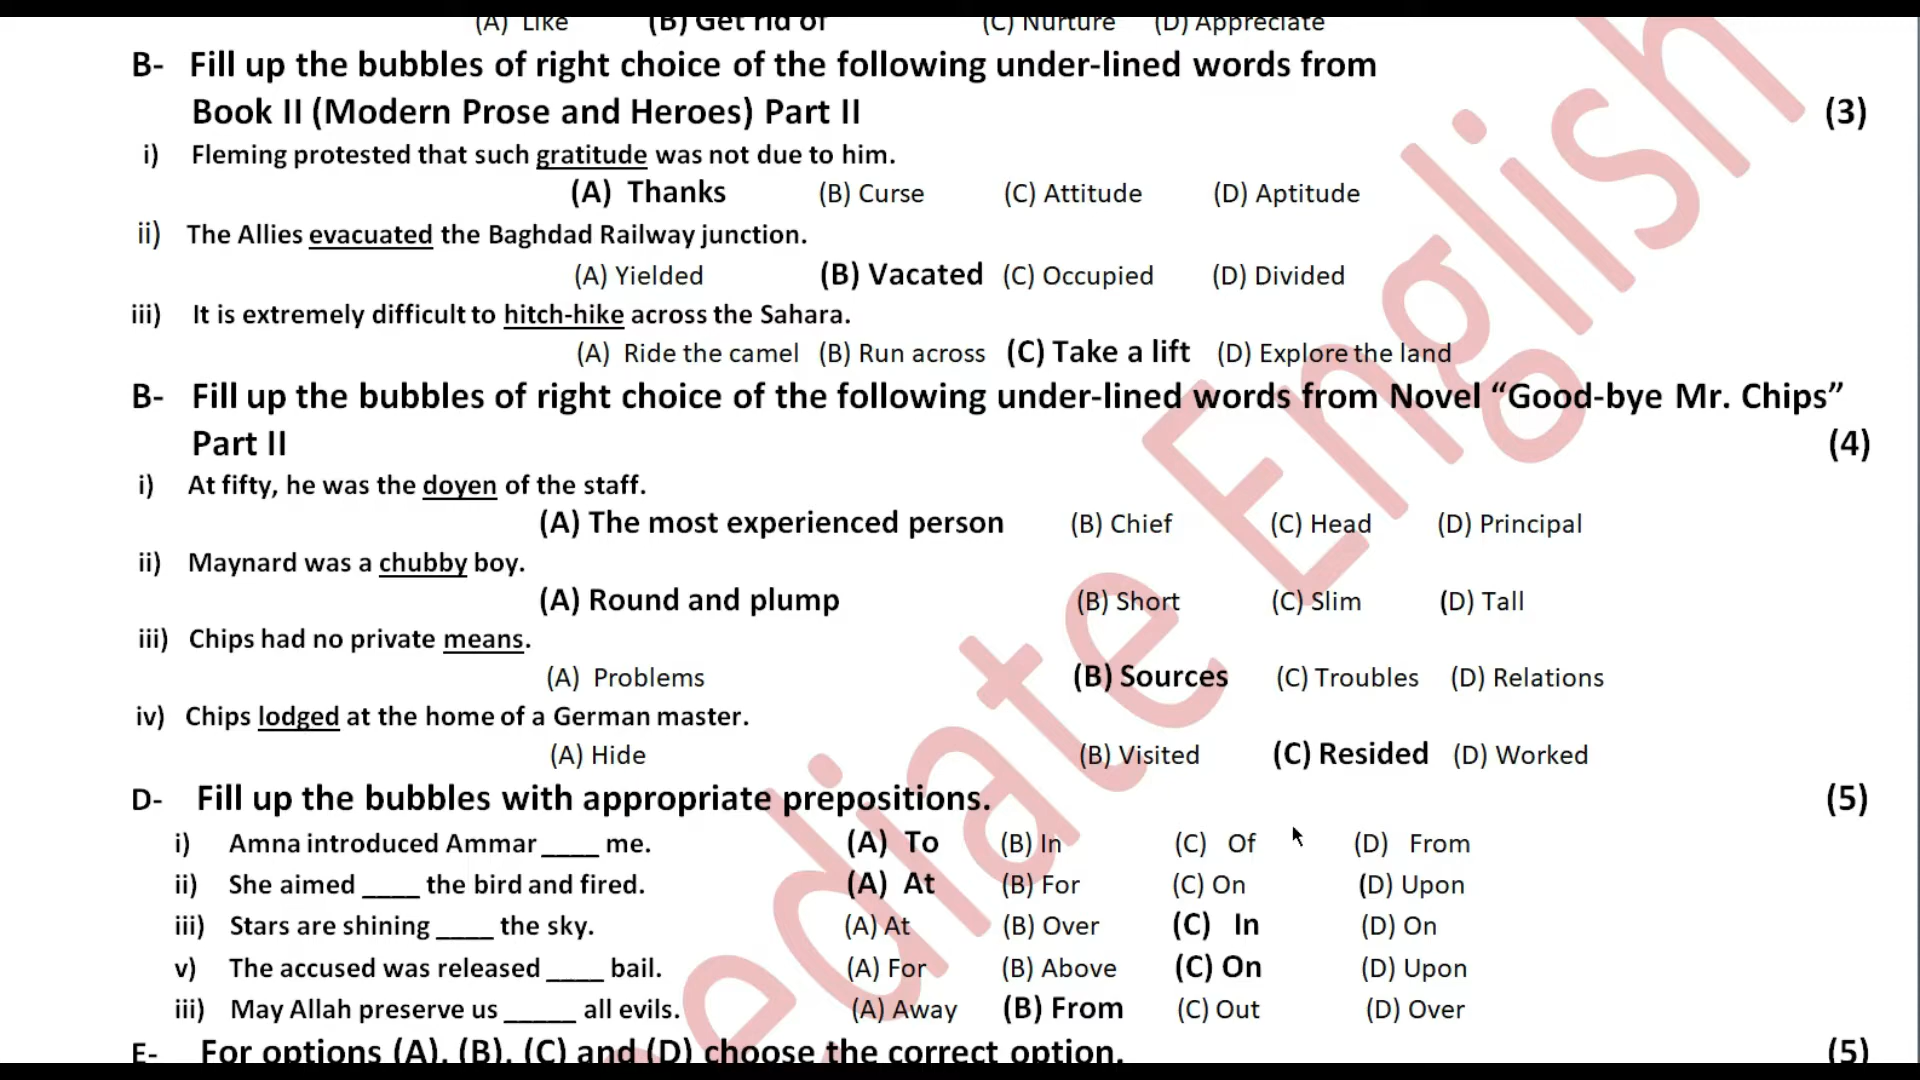 (A) Like (B) Get rid of (C) Nurture (D) Appreciate
B- Fill up the bubbles of right choice of the following under-lined words from
Book II (Modern Prose and Heroes) Part II (3)
i) Fleming protested that such gratitude was not due to him.
(A) Thanks (B) Curse (C) Attitude (D) Aptitude
ii) The Allies evacuated the Baghdad Railway junction.
(A) Yielded (B) Vacated (C) Occupied (D) Divided
iii) It is extremely difficult to hitch-hike across the Sahara.
(A) Ride the camel (B) Run across (C) Take a lift (D) Explore the land
B- Fill up the bubbles of right choice of the following under-lined words from Novel “Good-bye Mr. Chips”
Part II (4)
i) At fifty, he was the doyen of the staff.
(A) The most experienced person (B) Chief (C) Head (D) Principal
ii) Maynard was a chubby boy.
(A) Round and plump (B) Short (C) Slim (D) Tall
iii) Chips had no private means.
(A) Problems (B) Sources (C) Troubles (D) Relations
iv) Chips lodged at the home of a German master.
(A) Hide (B) Visited (C) Resided (D) Worked
D- Fill up the bubbles with appropriate prepositions. (5)
i) Amna introduced Ammar ____ me. (A) To (B) In (C) Of (D) From
ii) She aimed ____ the bird and fired. (A) At (B) For (C) On (D) Upon
iii) Stars are shining ____ the sky. (A) At (B) Over (C) In (D) On
v) The accused was released ____ bail. (A) For (B) Above (C) On (D) Upon
iii) May Allah preserve us _____ all evils. (A) Away (B) From (C) Out (D) Over
E- For options (A), (B), (C) and (D) choose the correct option. (5)
ediate English